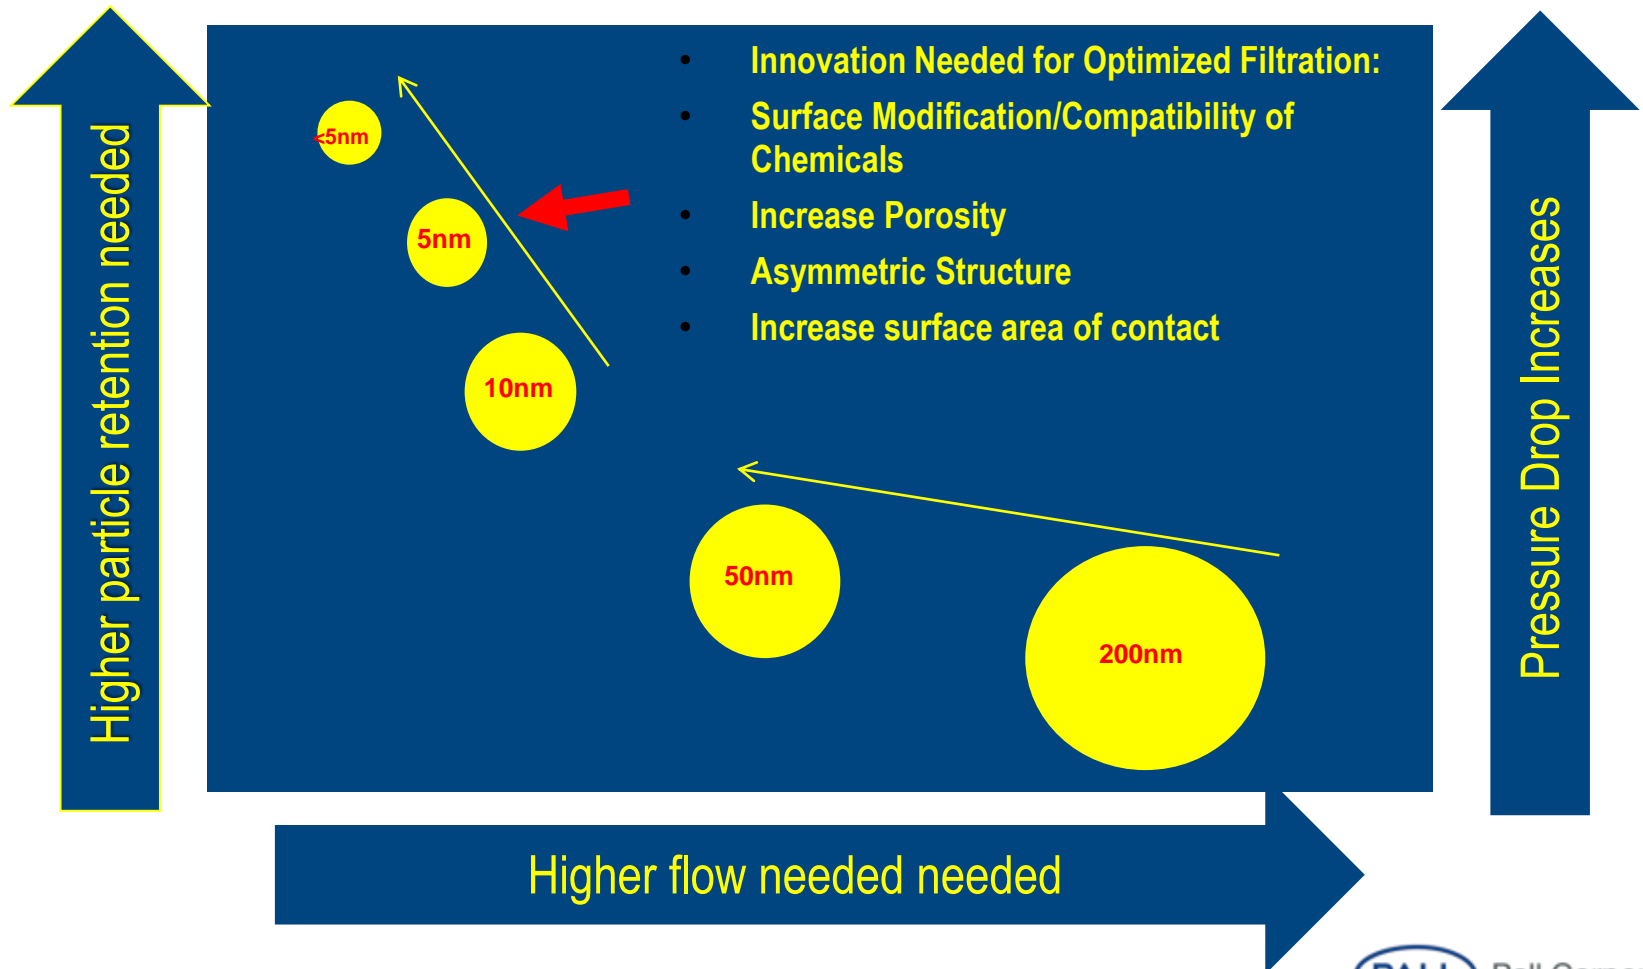 Higher particle retention needed
• Innovation Needed for Optimized Filtration:
• Surface Modification/Compatibility of
Chemicals
• Increase Porosity
• Asymmetric Structure
• Increase surface area of contact
<5nm
5nm
10nm
50nm
200nm
Pressure Drop Increases
Higher flow needed needed